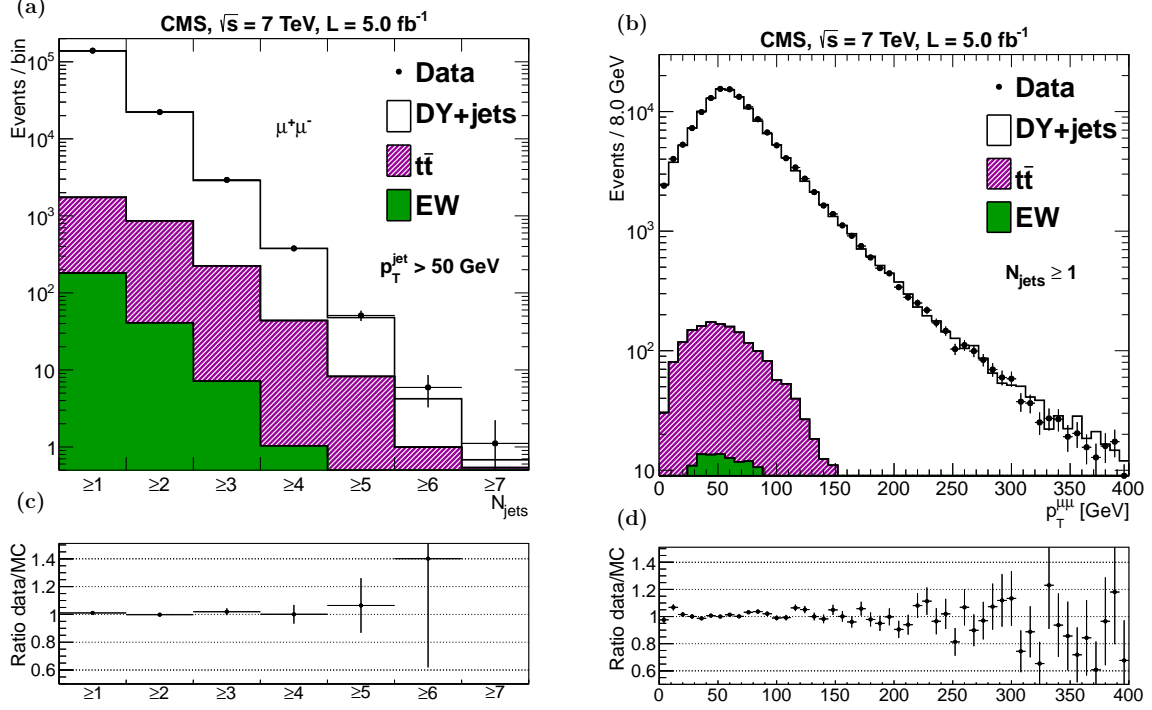 (a)
CMS, √s = 7 TeV, L = 5.0 fb⁻¹
Events / bin
10⁵
10⁴
10³
10²
10
1
μ⁺μ⁻
Data
DY+jets
tt̄
EW
p_T^jet > 50 GeV
≥1 ≥2 ≥3 ≥4 ≥5 ≥6 ≥7
N_jets
(b)
CMS, √s = 7 TeV, L = 5.0 fb⁻¹
Events / 8.0 GeV
10⁴
10³
10²
10
Data
DY+jets
tt̄
EW
N_jets ≥ 1
0 50 100 150 200 250 300 350 400
p_T^μμ [GeV]
(c)
Ratio data/MC
1.4
1.2
1
0.8
0.6
≥1 ≥2 ≥3 ≥4 ≥5 ≥6 ≥7
(d)
Ratio data/MC
1.4
1.2
1
0.8
0.6
0 50 100 150 200 250 300 350 400